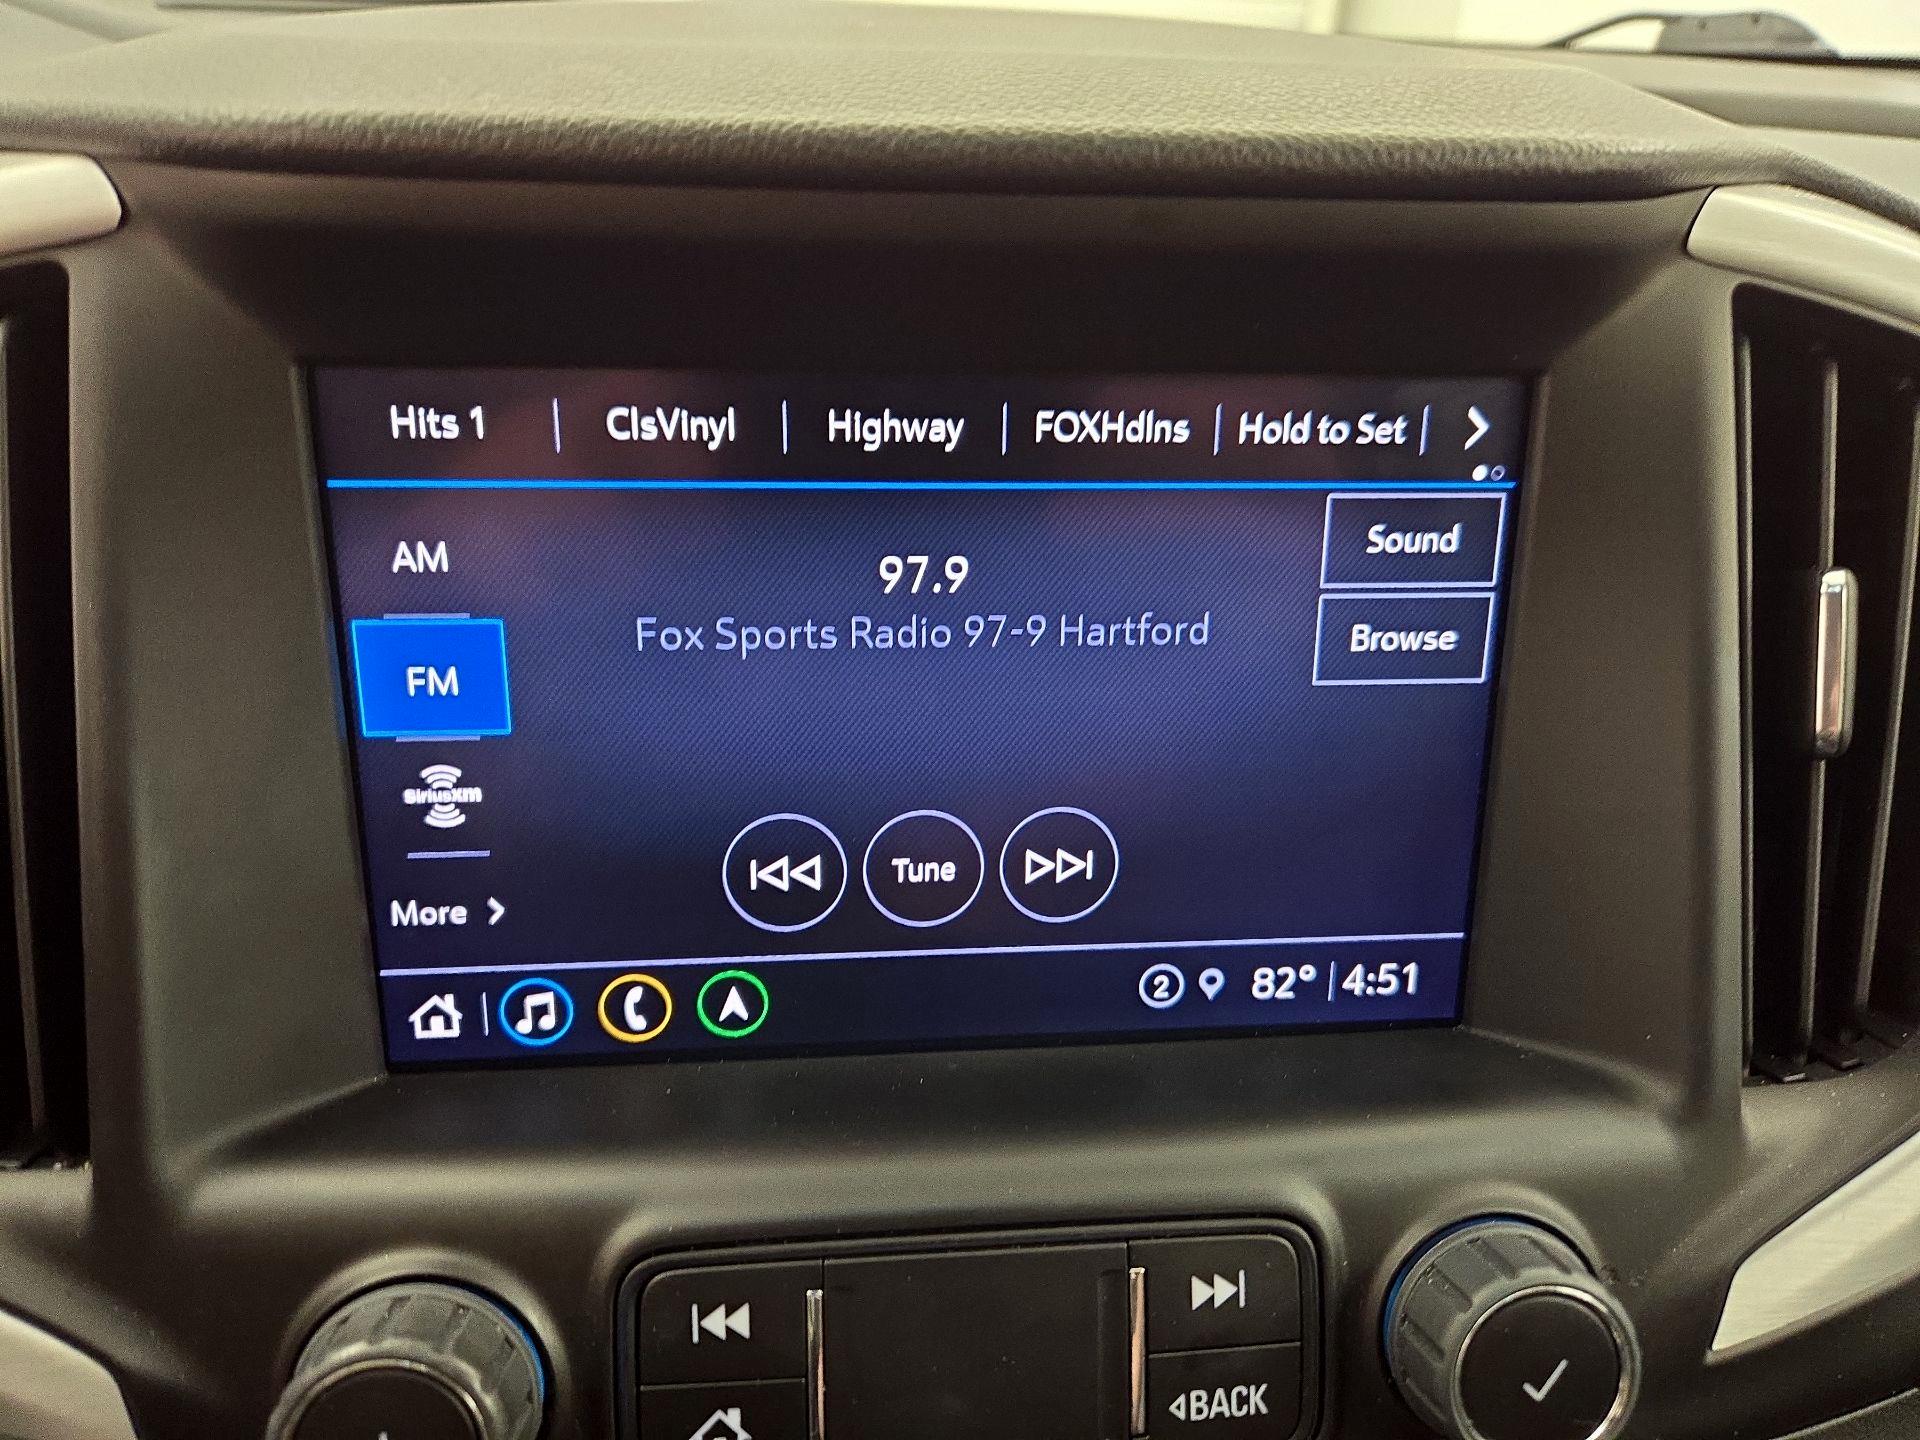 Hits 1 | ClsVinyl | Highway | FOXHdlns | Hold to Set |
AM
97.9
Sound
Fox Sports Radio 97-9 Hartford
Browse
FM
SiriusXM
Tune
More
2 82° | 4:51
BACK